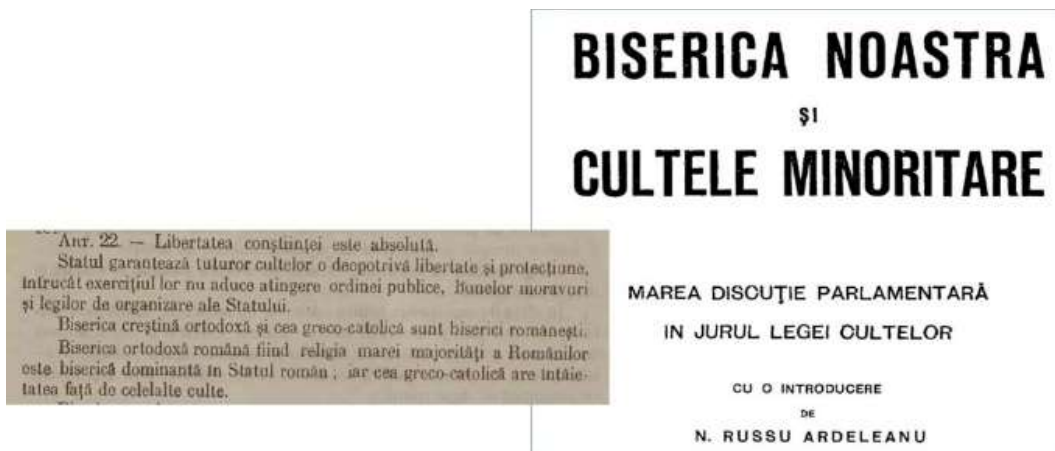 BISERICA NOASTRA
ŞI
CULTELE MINORITARE
MAREA DISCUŢIE PARLAMENTARĂ
IN JURUL LEGEI CULTELOR
CU O INTRODUCERE
DE
N. RUSSU ARDELEANU
ART. 22. — Libertatea conştiinţei este absolută.
Statul garantează tuturor cultelor o deopotrivă libertate şi protecţiune,
întrucât exerciţiul lor nu aduce atingere ordinei publice, bunelor moravuri
şi legilor de organizare ale Statului.
Biserica creştină ortodoxă şi cea greco-catolică sunt biserici româneşti.
Biserica ortodoxă română fiind religia marei majorităţi a Românilor
este biserică dominantă în Statul român; iar cea greco-catolică are întâie-
tatea faţă de celelalte culte.